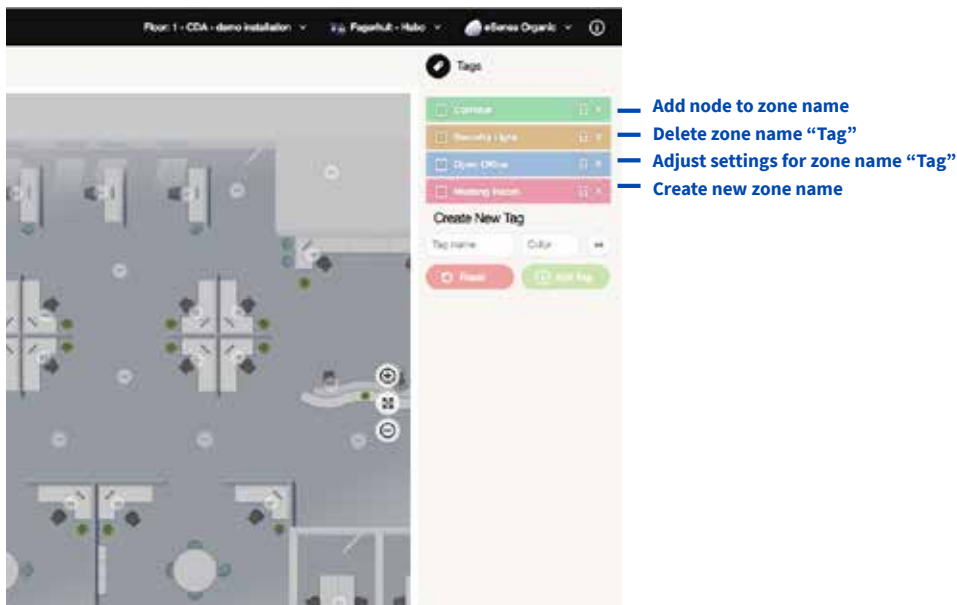 Floor: 1 - CDA - demo installation
Fagerhult - Habo
eSense Organic
Tags
Corridor
Add node to zone name
Security Light
Delete zone name “Tag”
Open Office
Adjust settings for zone name “Tag”
Meeting Room
Create new zone name
Create New Tag
Tag name
Color
Reset
Add Tag